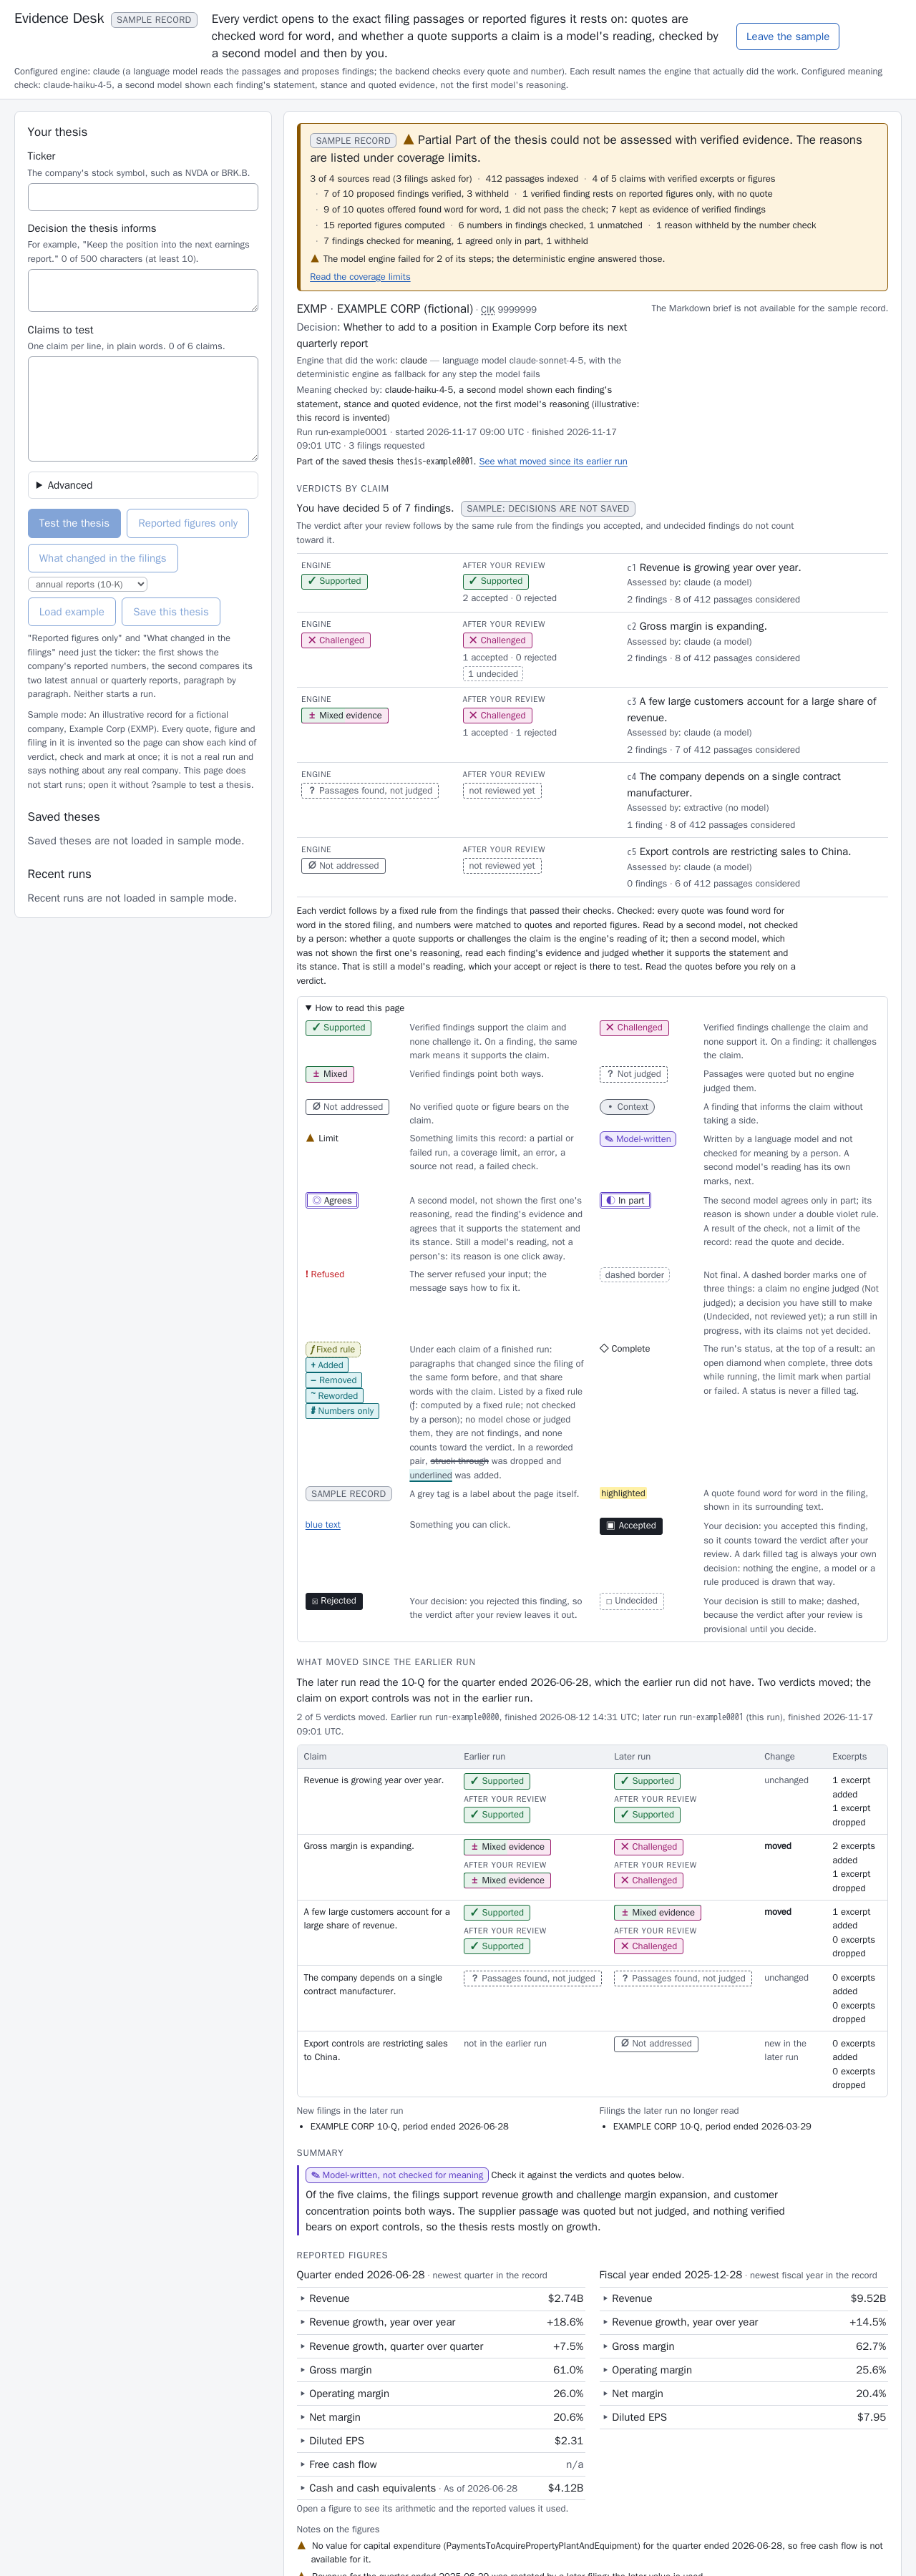 Evidence Desk SAMPLE RECORD
Every verdict opens to the exact filing passages or reported figures it rests on: quotes are
checked word for word, and whether a quote supports a claim is a model's reading, checked by
a second model and then by you.
Leave the sample
Configured engine: claude (a language model reads the passages and proposes findings; the backend checks every quote and number). Each result names the engine that actually did the work. Configured meaning
check: claude-haiku-4-5, a second model shown each finding's statement, stance and quoted evidence, not the first model's reasoning.
Your thesis
Ticker
The company's stock symbol, such as NVDA or BRK.B.
Decision the thesis informs
For example, "Keep the position into the next earnings
report." 0 of 500 characters (at least 10).
Claims to test
One claim per line, in plain words. 0 of 6 claims.
Advanced
Test the thesis
Reported figures only
What changed in the filings
annual reports (10-K)
Load example
Save this thesis
"Reported figures only" and "What changed in the
filings" need just the ticker: the first shows the
company's reported numbers, the second compares its
two latest annual or quarterly reports, paragraph by
paragraph. Neither starts a run.
Sample mode: An illustrative record for a fictional
company, Example Corp (EXMP). Every quote, figure and
filing in it is invented so the page can show each kind of
verdict, check and mark at once; it is not a real run and
says nothing about any real company. This page does
not start runs; open it without ?sample to test a thesis.
Saved theses
Saved theses are not loaded in sample mode.
Recent runs
Recent runs are not loaded in sample mode.
SAMPLE RECORD ▲ Partial Part of the thesis could not be assessed with verified evidence. The reasons
are listed under coverage limits.
3 of 4 sources read (3 filings asked for) · 412 passages indexed · 4 of 5 claims with verified excerpts or figures
· 7 of 10 proposed findings verified, 3 withheld · 1 verified finding rests on reported figures only, with no quote
· 9 of 10 quotes offered found word for word, 1 did not pass the check; 7 kept as evidence of verified findings
· 15 reported figures computed · 6 numbers in findings checked, 1 unmatched · 1 reason withheld by the number check
· 7 findings checked for meaning, 1 agreed only in part, 1 withheld
▲ The model engine failed for 2 of its steps; the deterministic engine answered those.
Read the coverage limits
EXMP · EXAMPLE CORP (fictional) · CIK 9999999
The Markdown brief is not available for the sample record.
Decision: Whether to add to a position in Example Corp before its next
quarterly report
Engine that did the work: claude — language model claude-sonnet-4-5, with the
deterministic engine as fallback for any step the model fails
Meaning checked by: claude-haiku-4-5, a second model shown each finding's
statement, stance and quoted evidence, not the first model's reasoning (illustrative:
this record is invented)
Run run-example0001 · started 2026-11-17 09:00 UTC · finished 2026-11-17
09:01 UTC · 3 filings requested
Part of the saved thesis thesis-example0001. See what moved since its earlier run
VERDICTS BY CLAIM
You have decided 5 of 7 findings. SAMPLE: DECISIONS ARE NOT SAVED
The verdict after your review follows by the same rule from the findings you accepted, and undecided findings do not count
toward it.
ENGINE
✓ Supported
AFTER YOUR REVIEW
✓ Supported
2 accepted · 0 rejected
c1 Revenue is growing year over year.
Assessed by: claude (a model)
2 findings · 8 of 412 passages considered
ENGINE
✕ Challenged
AFTER YOUR REVIEW
✕ Challenged
1 accepted · 0 rejected
1 undecided
c2 Gross margin is expanding.
Assessed by: claude (a model)
2 findings · 8 of 412 passages considered
ENGINE
± Mixed evidence
AFTER YOUR REVIEW
✕ Challenged
1 accepted · 1 rejected
c3 A few large customers account for a large share of
revenue.
Assessed by: claude (a model)
2 findings · 7 of 412 passages considered
ENGINE
? Passages found, not judged
AFTER YOUR REVIEW
not reviewed yet
c4 The company depends on a single contract
manufacturer.
Assessed by: extractive (no model)
1 finding · 8 of 412 passages considered
ENGINE
Ø Not addressed
AFTER YOUR REVIEW
not reviewed yet
c5 Export controls are restricting sales to China.
Assessed by: claude (a model)
0 findings · 6 of 412 passages considered
Each verdict follows by a fixed rule from the findings that passed their checks. Checked: every quote was found word for
word in the stored filing, and numbers were matched to quotes and reported figures. Read by a second model, not checked
by a person: whether a quote supports or challenges the claim is the engine's reading of it; then a second model, which
was not shown the first one's reasoning, read each finding's evidence and judged whether it supports the statement and
its stance. That is still a model's reading, which your accept or reject is there to test. Read the quotes before you rely on a
verdict.
▼ How to read this page
✓ Supported
Verified findings support the claim and
none challenge it. On a finding, the same
mark means it supports the claim.
✕ Challenged
Verified findings challenge the claim and
none support it. On a finding: it challenges
the claim.
± Mixed
Verified findings point both ways.
? Not judged
Passages were quoted but no engine
judged them.
Ø Not addressed
No verified quote or figure bears on the
claim.
• Context
A finding that informs the claim without
taking a side.
▲ Limit
Something limits this record: a partial or
failed run, a coverage limit, an error, a
source not read, a failed check.
✎ Model-written
Written by a language model and not
checked for meaning by a person. A
second model's reading has its own
marks, next.
◎ Agrees
A second model, not shown the first one's
reasoning, read the finding's evidence and
agrees that it supports the statement and
its stance. Still a model's reading, not a
person's: its reason is one click away.
◐ In part
The second model agrees only in part; its
reason is shown under a double violet rule.
A result of the check, not a limit of the
record: read the quote and decide.
! Refused
The server refused your input; the
message says how to fix it.
dashed border
Not final. A dashed border marks one of
three things: a claim no engine judged (Not
judged); a decision you have still to make
(Undecided, not reviewed yet); a run still in
progress, with its claims not yet decided.
ƒ Fixed rule
+ Added
− Removed
~ Reworded
# Numbers only
Under each claim of a finished run:
paragraphs that changed since the filing of
the same form before, and that share
words with the claim. Listed by a fixed rule
(ƒ: computed by a fixed rule; not checked
by a person); no model chose or judged
them, they are not findings, and none
counts toward the verdict. In a reworded
pair, struck through was dropped and
underlined was added.
◇ Complete
The run's status, at the top of a result: an
open diamond when complete, three dots
while running, the limit mark when partial
or failed. A status is never a filled tag.
SAMPLE RECORD
A grey tag is a label about the page itself.
highlighted
A quote found word for word in the filing,
shown in its surrounding text.
blue text
Something you can click.
▣ Accepted
Your decision: you accepted this finding,
so it counts toward the verdict after your
review. A dark filled tag is always your own
decision: nothing the engine, a model or a
rule produced is drawn that way.
☒ Rejected
Your decision: you rejected this finding, so
the verdict after your review leaves it out.
☐ Undecided
Your decision is still to make; dashed,
because the verdict after your review is
provisional until you decide.
WHAT MOVED SINCE THE EARLIER RUN
The later run read the 10-Q for the quarter ended 2026-06-28, which the earlier run did not have. Two verdicts moved; the
claim on export controls was not in the earlier run.
2 of 5 verdicts moved. Earlier run run-example0000, finished 2026-08-12 14:31 UTC; later run run-example0001 (this run), finished 2026-11-17
09:01 UTC.
Claim Earlier run Later run Change Excerpts
Revenue is growing year over year.
✓ Supported
AFTER YOUR REVIEW
✓ Supported
✓ Supported
AFTER YOUR REVIEW
✓ Supported
unchanged
1 excerpt
added
1 excerpt
dropped
Gross margin is expanding.
± Mixed evidence
AFTER YOUR REVIEW
± Mixed evidence
✕ Challenged
AFTER YOUR REVIEW
✕ Challenged
moved
2 excerpts
added
1 excerpt
dropped
A few large customers account for a
large share of revenue.
✓ Supported
AFTER YOUR REVIEW
✓ Supported
± Mixed evidence
AFTER YOUR REVIEW
✕ Challenged
moved
1 excerpt
added
0 excerpts
dropped
The company depends on a single
contract manufacturer.
? Passages found, not judged
? Passages found, not judged
unchanged
0 excerpts
added
0 excerpts
dropped
Export controls are restricting sales
to China.
not in the earlier run
Ø Not addressed
new in the
later run
0 excerpts
added
0 excerpts
dropped
New filings in the later run
• EXAMPLE CORP 10-Q, period ended 2026-06-28
Filings the later run no longer read
• EXAMPLE CORP 10-Q, period ended 2026-03-29
SUMMARY
✎ Model-written, not checked for meaning Check it against the verdicts and quotes below.
Of the five claims, the filings support revenue growth and challenge margin expansion, and customer
concentration points both ways. The supplier passage was quoted but not judged, and nothing verified
bears on export controls, so the thesis rests mostly on growth.
REPORTED FIGURES
Quarter ended 2026-06-28 · newest quarter in the record
Revenue $2.74B
Revenue growth, year over year +18.6%
Revenue growth, quarter over quarter +7.5%
Gross margin 61.0%
Operating margin 26.0%
Net margin 20.6%
Diluted EPS $2.31
Free cash flow n/a
Cash and cash equivalents · As of 2026-06-28 $4.12B
Fiscal year ended 2025-12-28 · newest fiscal year in the record
Revenue $9.52B
Revenue growth, year over year +14.5%
Gross margin 62.7%
Operating margin 25.6%
Net margin 20.4%
Diluted EPS $7.95
Open a figure to see its arithmetic and the reported values it used.
Notes on the figures
▲ No value for capital expenditure (PaymentsToAcquirePropertyPlantAndEquipment) for the quarter ended 2026-06-28, so free cash flow is not
available for it.